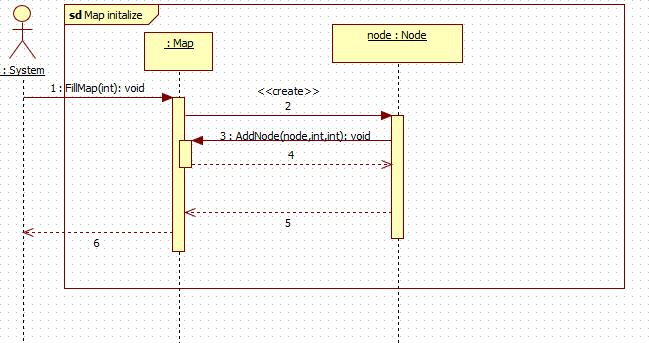 sd Map initalize
: System
: Map
node : Node
1 : FillMap(int): void
<<create>>
2
3 : AddNode(node,int,int): void
4
5
6